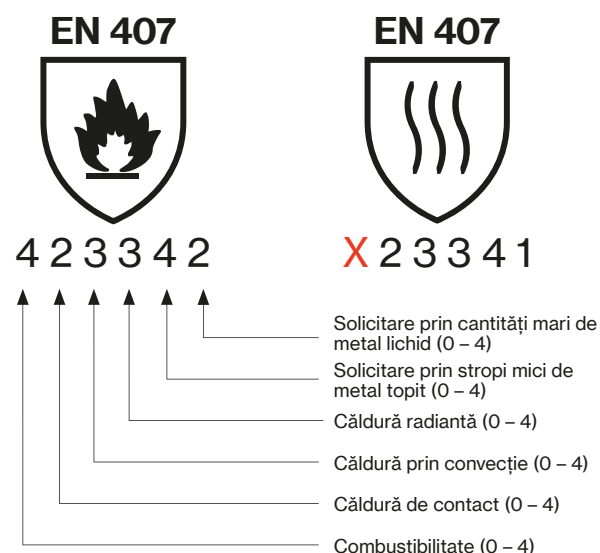 EN 407
EN 407
4 2 3 3 4 2
X 2 3 3 4 1
Solicitare prin cantități mari de
metal lichid (0 – 4)
Solicitare prin stropi mici de
metal topit (0 – 4)
Căldură radiantă (0 – 4)
Căldură prin convecție (0 – 4)
Căldură de contact (0 – 4)
Combustibilitate (0 – 4)